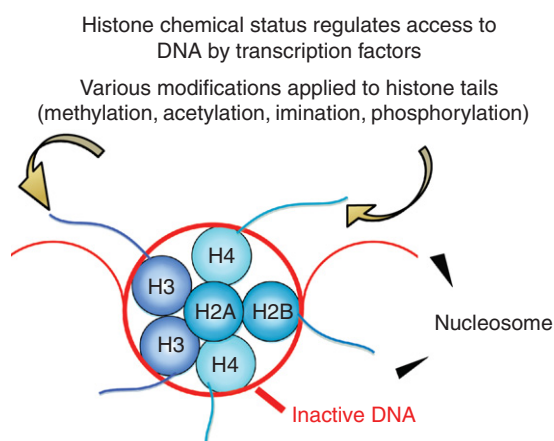 Histone chemical status regulates access to
DNA by transcription factors
Various modifications applied to histone tails
(methylation, acetylation, imination, phosphorylation)
H4
H3
H2A
H2B
Nucleosome
H3
H4
Inactive DNA